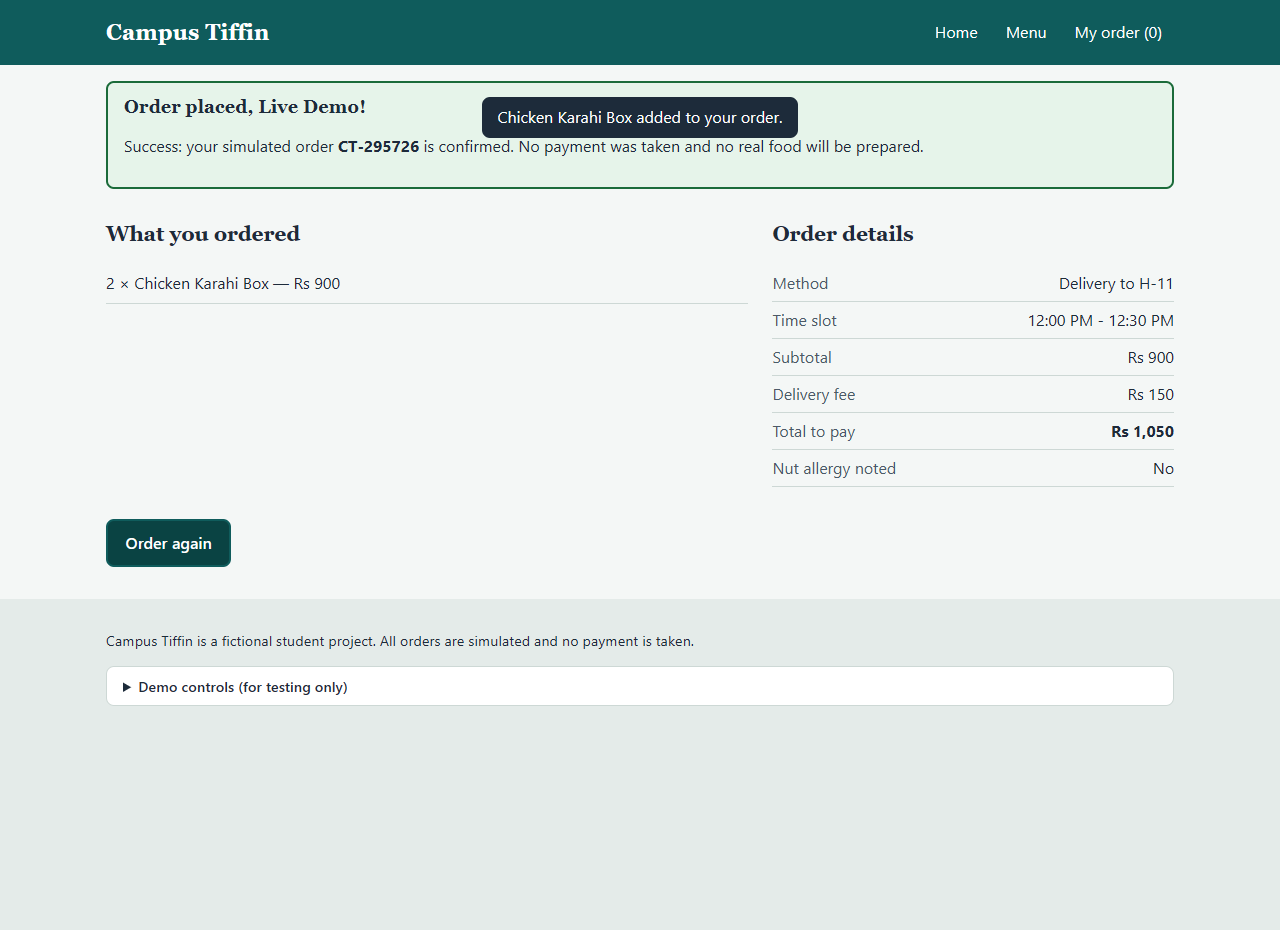 Campus Tiffin
Home Menu My order (0)
Order placed, Live Demo!
Chicken Karahi Box added to your order.
Success: your simulated order CT-295726 is confirmed. No payment was taken and no real food will be prepared.
What you ordered
2 × Chicken Karahi Box — Rs 900
Order details
Method Delivery to H-11
Time slot 12:00 PM - 12:30 PM
Subtotal Rs 900
Delivery fee Rs 150
Total to pay Rs 1,050
Nut allergy noted No
Order again
Campus Tiffin is a fictional student project. All orders are simulated and no payment is taken.
Demo controls (for testing only)